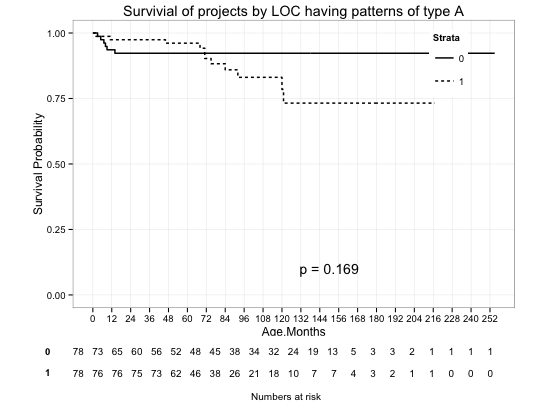 Survivial of projects by LOC having patterns of type A
Strata
0
1
1.00
0.75
0.50
0.25
0.00
Survival Probability
p = 0.169
0 12 24 36 48 60 72 84 96 108 120 132 144 156 168 180 192 204 216 228 240 252
Age.Months
0 78 73 65 60 56 52 48 45 38 34 32 24 19 13 5 3 3 2 1 1 1 1
1 78 76 76 75 73 62 46 38 26 21 18 10 7 7 4 3 2 1 1 0 0 0
Numbers at risk